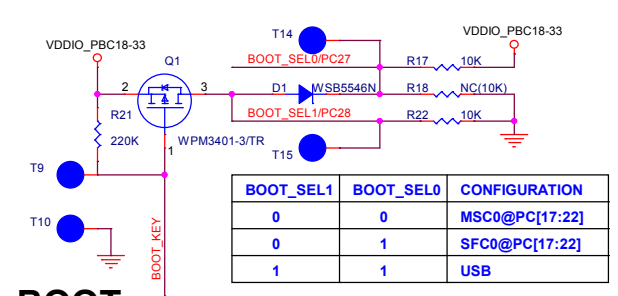 T14
VDDIO_PBC18-33
VDDIO_PBC18-33
Q1
BOOT_SEL0/PC27
R17 10K
2
3
D1 WSB5546N
R18 NC(10K)
R21
BOOT_SEL1/PC28
R22 10K
220K
WPM3401-3/TR
1
T15
T9
BOOT_SEL1 BOOT_SEL0 CONFIGURATION
T10
0 0 MSC0@PC[17:22]
0 1 SFC0@PC[17:22]
BOOT_KEY
1 1 USB